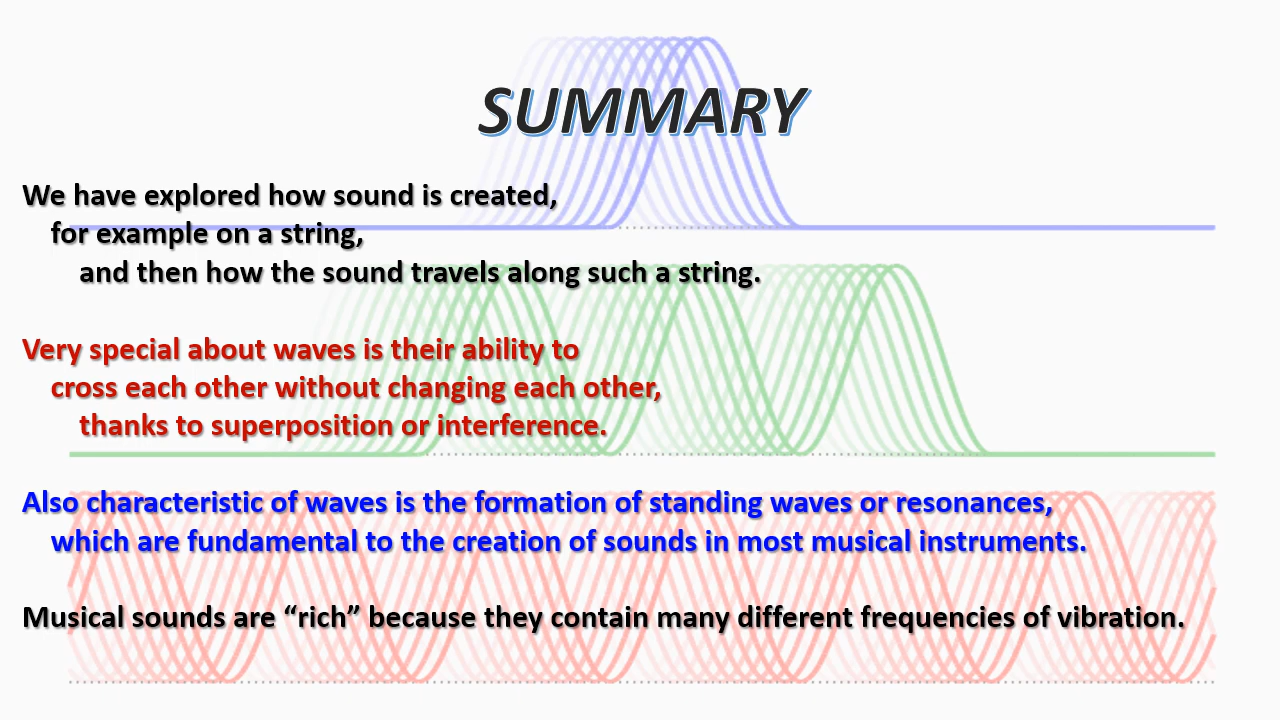 SUMMARY
We have explored how sound is created,
for example on a string,
and then how the sound travels along such a string.
Very special about waves is their ability to
cross each other without changing each other,
thanks to superposition or interference.
Also characteristic of waves is the formation of standing waves or resonances,
which are fundamental to the creation of sounds in most musical instruments.
Musical sounds are “rich” because they contain many different frequencies of vibration.